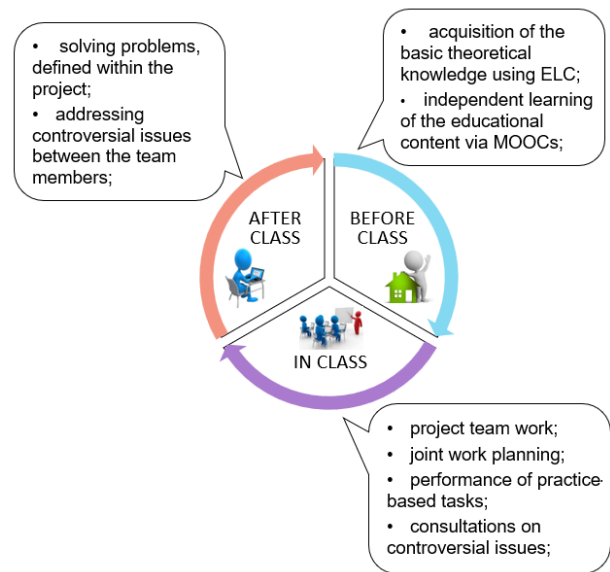 • solving problems,
defined within the
project;
• addressing
controversial issues
between the team
members;
• acquisition of the
basic theoretical
knowledge using ELC;
• independent learning
of the educational
content via MOOCs;
AFTER
CLASS
BEFORE
CLASS
IN CLASS
• project team work;
• joint work planning;
• performance of practice-
based tasks;
• consultations on
controversial issues;